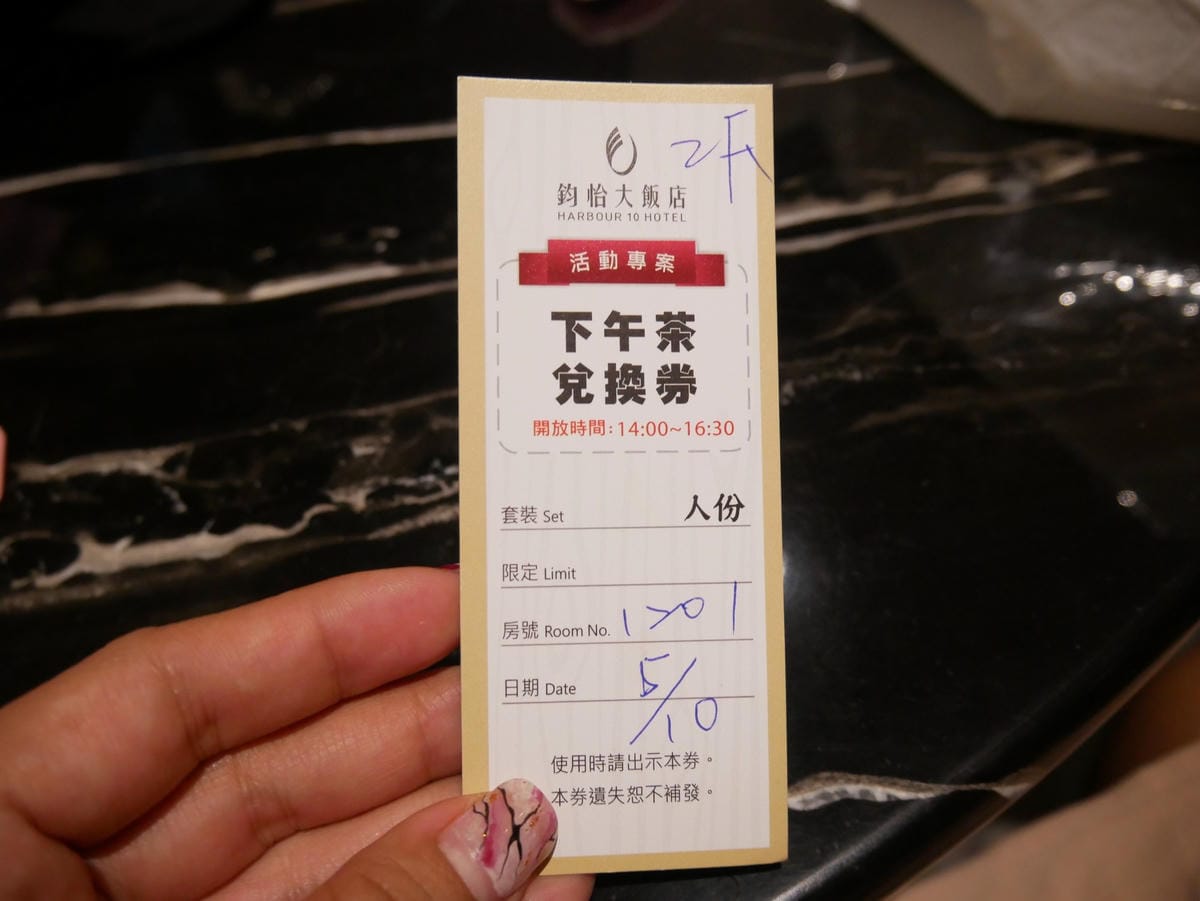 2F
鈞怡大飯店
HARBOUR 10 HOTEL
活動專案
下午茶
兌換券
開放時間：14:00~16:30
套裝 Set 人份
限定 Limit
房號 Room No. 1201
日期 Date 5/10
使用時請出示本券。
本券遺失恕不補發。